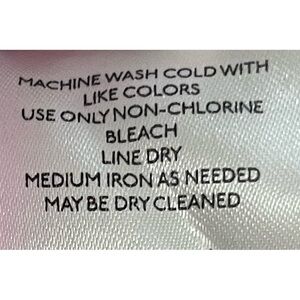 MACHINE WASH COLD WITH
LIKE COLORS
USE ONLY NON-CHLORINE
BLEACH
LINE DRY
MEDIUM IRON AS NEEDED
MAY BE DRY CLEANED